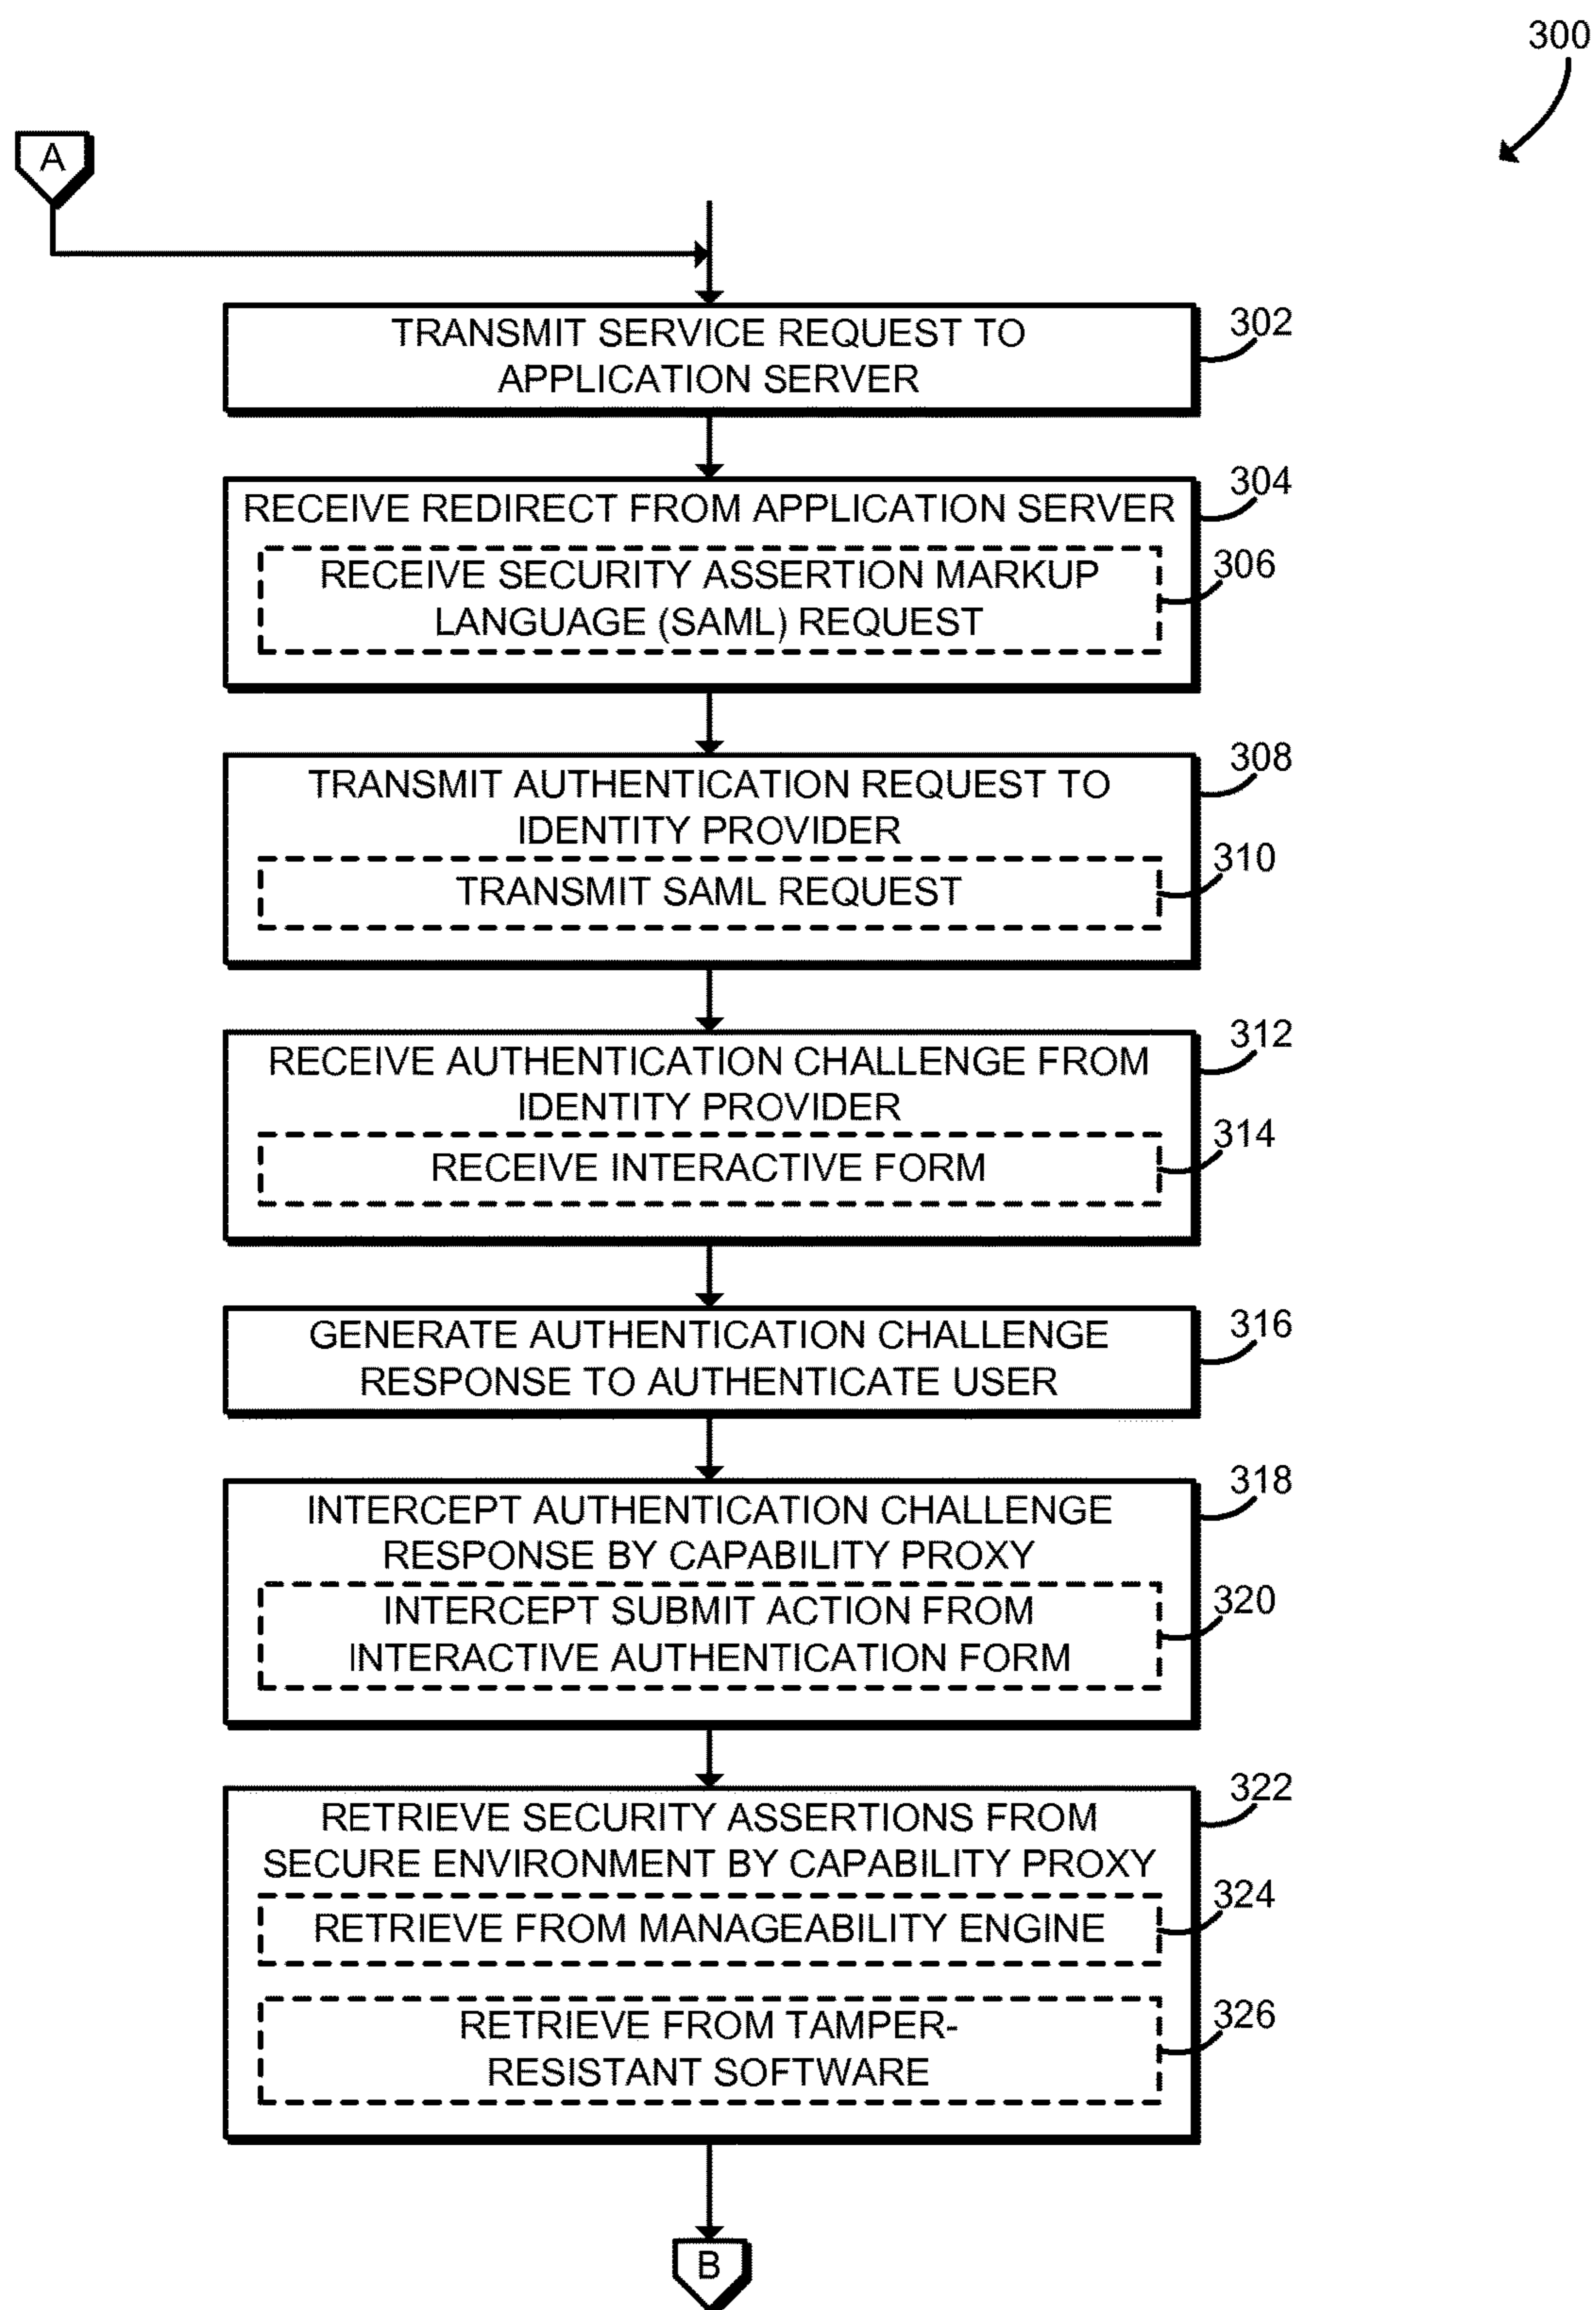 300
A
TRANSMIT SERVICE REQUEST TO
APPLICATION SERVER
302
RECEIVE REDIRECT FROM APPLICATION SERVER
304
RECEIVE SECURITY ASSERTION MARKUP
LANGUAGE (SAML) REQUEST
306
TRANSMIT AUTHENTICATION REQUEST TO
IDENTITY PROVIDER
308
TRANSMIT SAML REQUEST
310
RECEIVE AUTHENTICATION CHALLENGE FROM
IDENTITY PROVIDER
312
RECEIVE INTERACTIVE FORM
314
GENERATE AUTHENTICATION CHALLENGE
RESPONSE TO AUTHENTICATE USER
316
INTERCEPT AUTHENTICATION CHALLENGE
RESPONSE BY CAPABILITY PROXY
318
INTERCEPT SUBMIT ACTION FROM
INTERACTIVE AUTHENTICATION FORM
320
RETRIEVE SECURITY ASSERTIONS FROM
SECURE ENVIRONMENT BY CAPABILITY PROXY
322
RETRIEVE FROM MANAGEABILITY ENGINE
324
RETRIEVE FROM TAMPER-
RESISTANT SOFTWARE
326
B